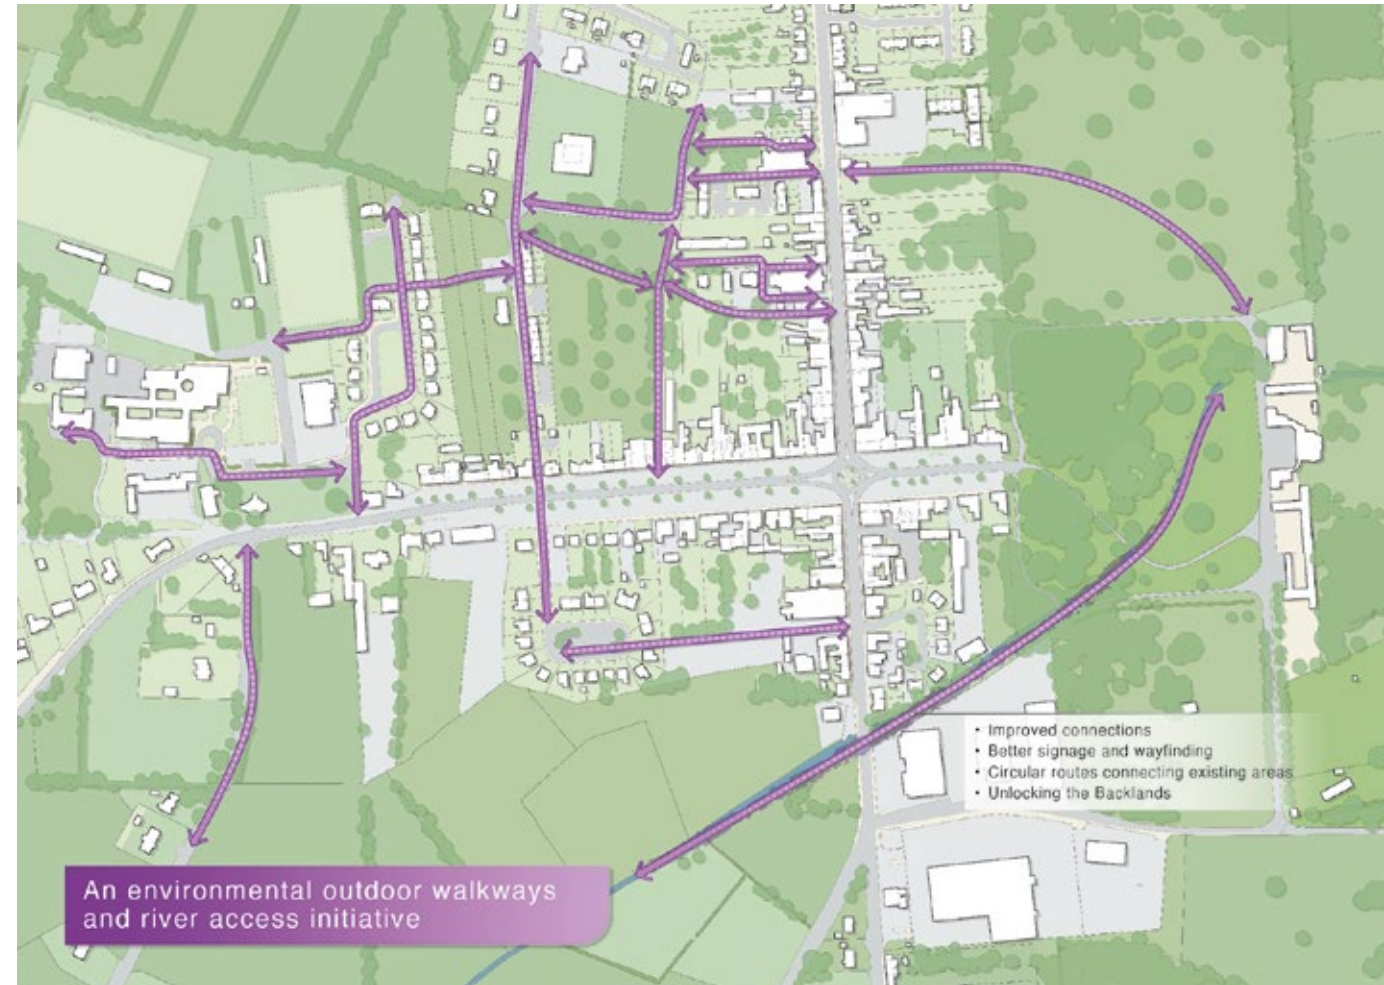 • Improved connections
• Better signage and wayfinding
• Circular routes connecting existing areas
• Unlocking the Backlands
An environmental outdoor walkways
and river access initiative